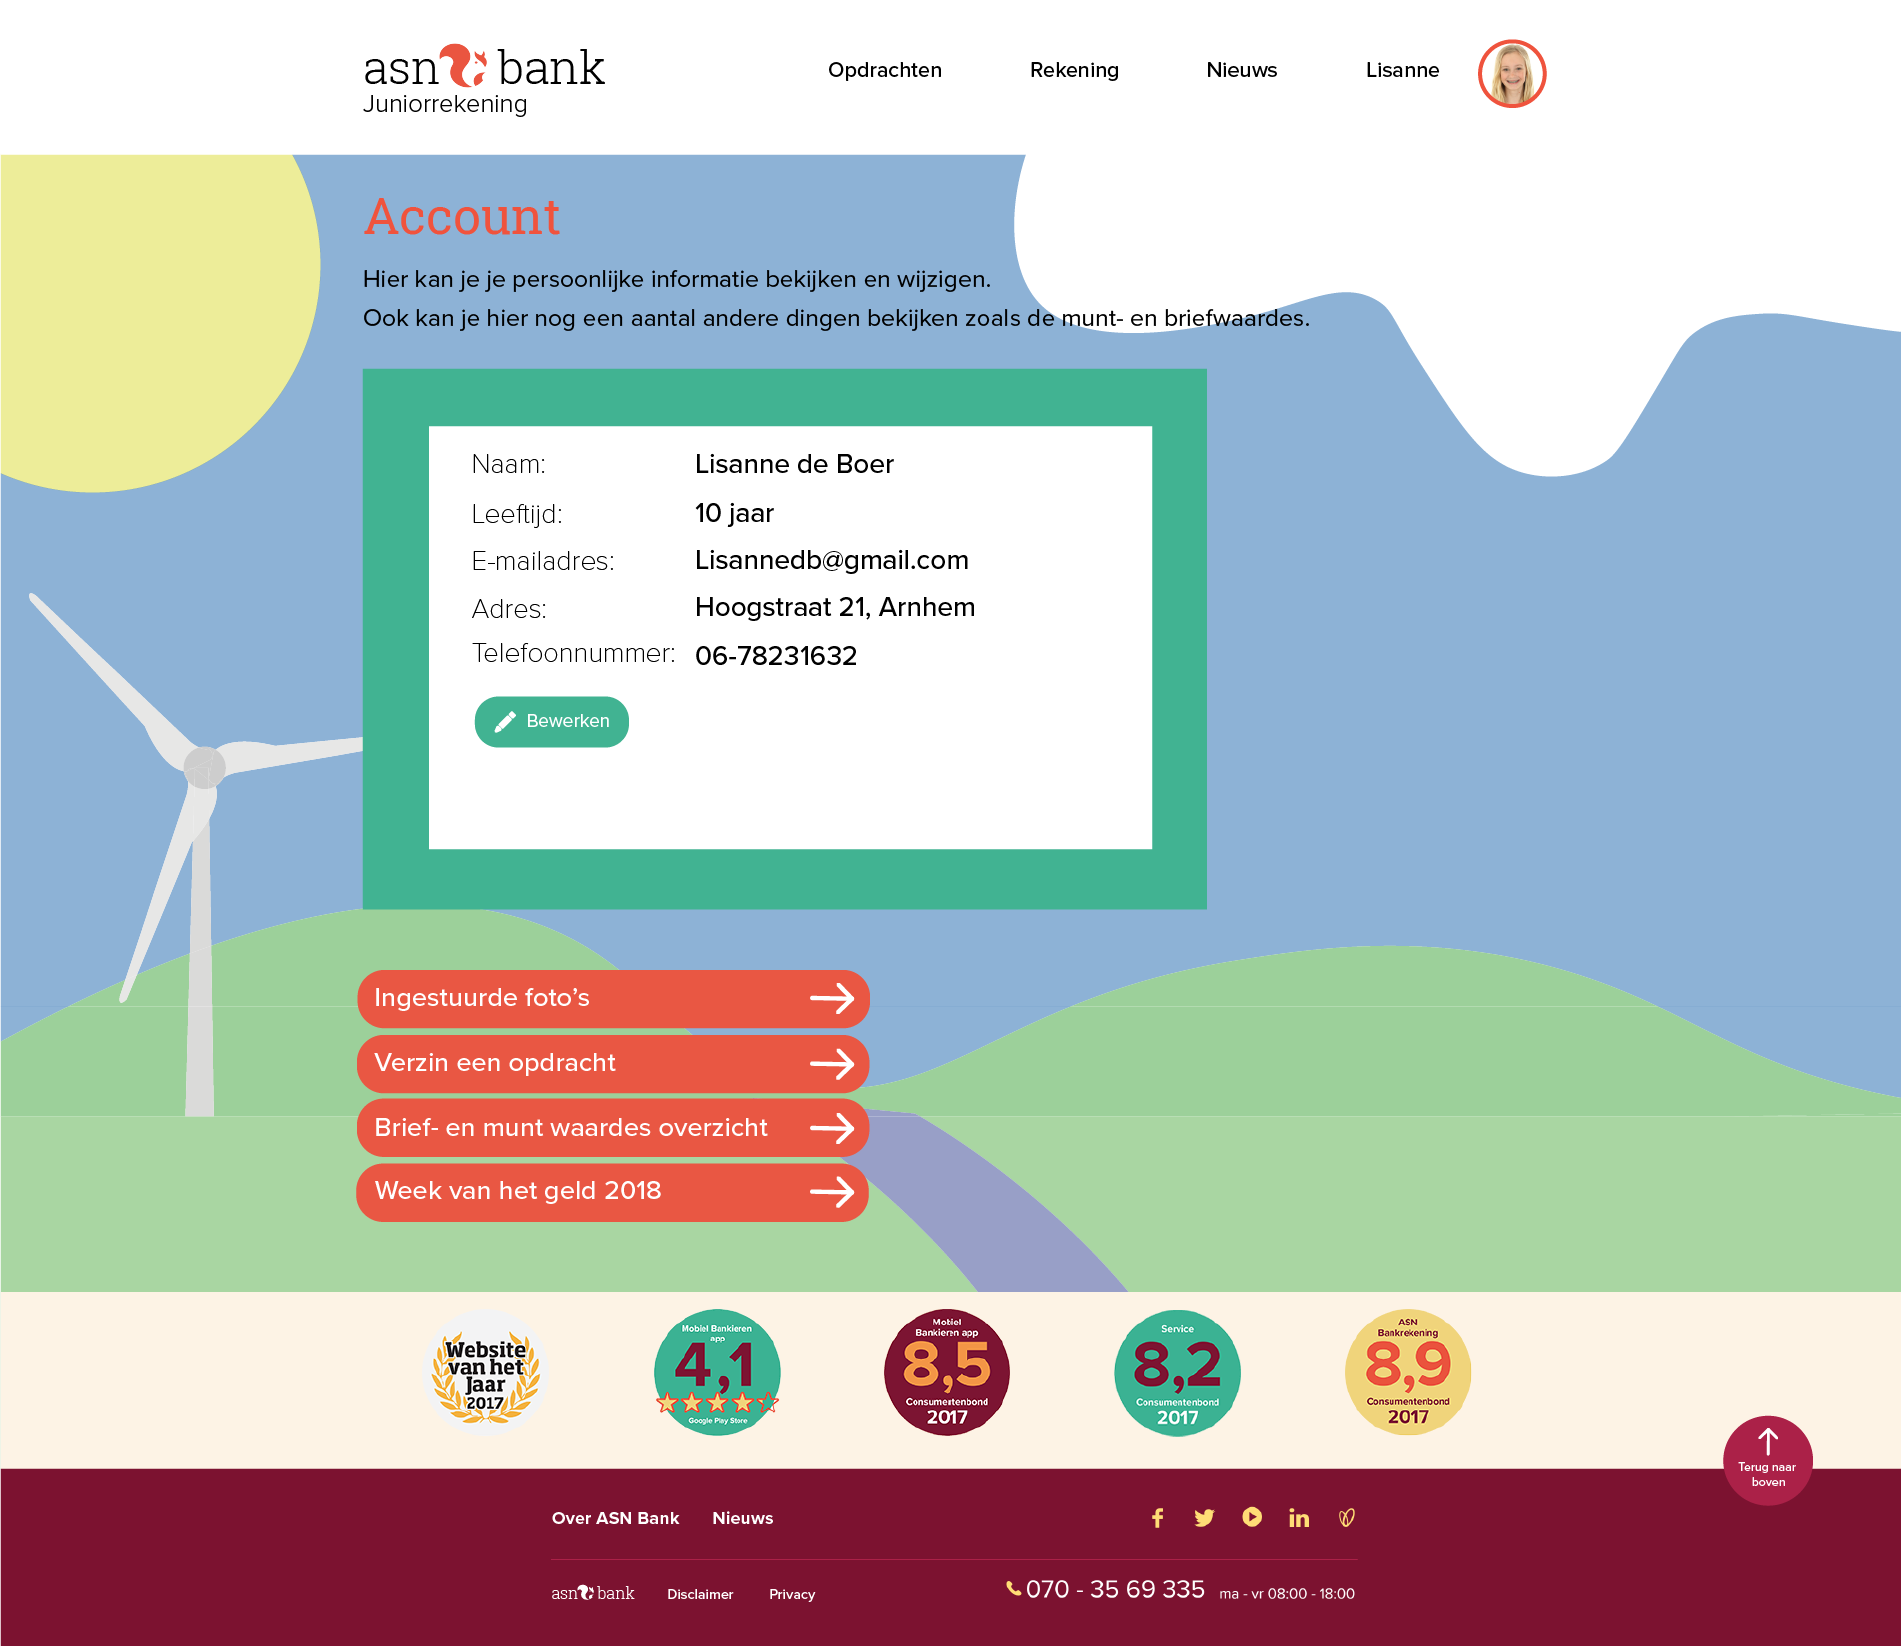 asn bank
Juniorrekening
Opdrachten
Rekening
Nieuws
Lisanne
Account
Hier kan je je persoonlijke informatie bekijken en wijzigen.
Ook kan je hier nog een aantal andere dingen bekijken zoals de munt- en briefwaardes.
Naam: Lisanne de Boer
Leeftijd: 10 jaar
E-mailadres: Lisannedb@gmail.com
Adres: Hoogstraat 21, Arnhem
Telefoonnummer: 06-78231632
Bewerken
Ingestuurde foto's
Verzin een opdracht
Brief- en munt waardes overzicht
Week van het geld 2018
Website
van het
Jaar
2017
Mobiel Bankieren
app
4,1
Google Play Store
Mobiel
Bankieren app
8,5
Consumentenbond
2017
Service
8,2
Consumentenbond
2017
ASN
Bankrekening
8,9
Consumentenbond
2017
Terug naar
boven
Over ASN Bank
Nieuws
asn bank
Disclaimer
Privacy
070 - 35 69 335
ma - vr 08:00 - 18:00